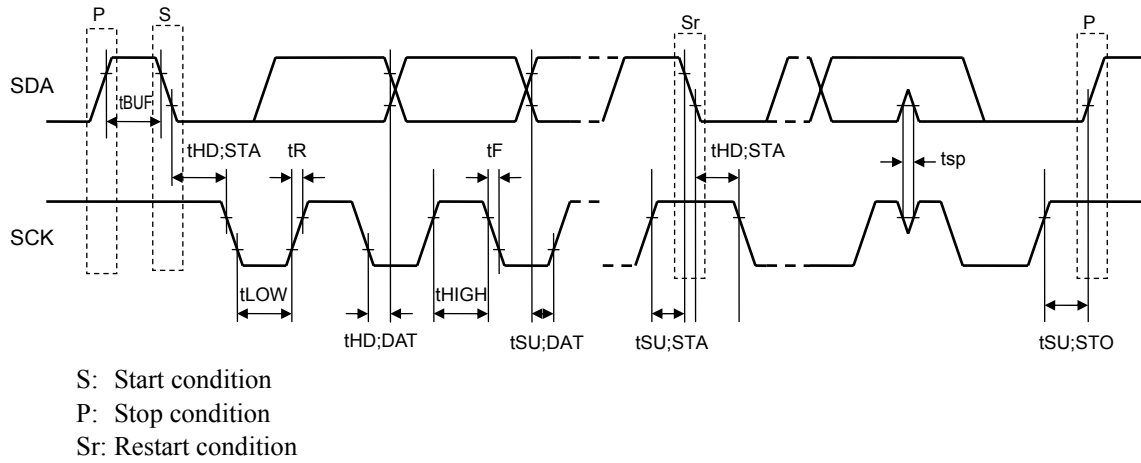 P S Sr P
SDA
tBUF
tHD;STA tR tF tHD;STA tsp
SCK
tLOW tHIGH
tHD;DAT tSU;DAT tSU;STA tSU;STO
S: Start condition
P: Stop condition
Sr: Restart condition